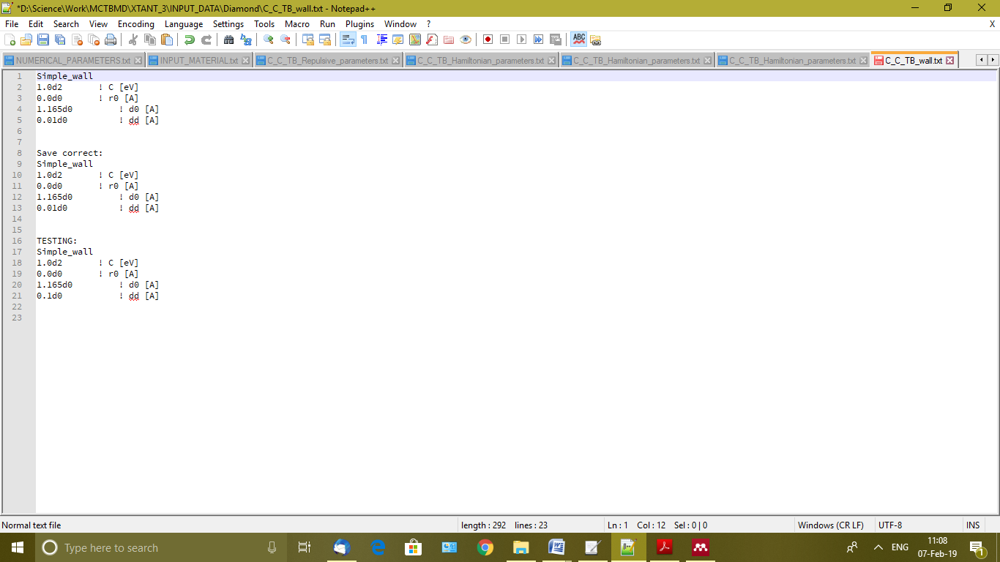 *D:\Science\Work\MCTBMD\XTANT_3\INPUT_DATA\Diamond\C_C_TB_wall.txt - Notepad++
File Edit Search View Encoding Language Settings Tools Macro Run Plugins Window ? X
NUMERICAL_PARAMETERS.txt INPUT_MATERIAL.txt C_C_TB_Repulsive_parameters.txt C_C_TB_Hamiltonian_parameters.txt C_C_TB_Hamiltonian_parameters.txt C_C_TB_Hamiltonian_parameters.txt C_C_TB_wall.txt
1 Simple_wall
2 1.0d2 ! C [eV]
3 0.0d0 ! r0 [A]
4 1.165d0 ! d0 [A]
5 0.01d0 ! dd [A]
6
7
8 Save correct:
9 Simple_wall
10 1.0d2 ! C [eV]
11 0.0d0 ! r0 [A]
12 1.165d0 ! d0 [A]
13 0.01d0 ! dd [A]
14
15
16 TESTING:
17 Simple_wall
18 1.0d2 ! C [eV]
19 0.0d0 ! r0 [A]
20 1.165d0 ! d0 [A]
21 0.1d0 ! dd [A]
22
23
Normal text file length : 292 lines : 23 Ln : 1 Col : 12 Sel : 0 | 0 Windows (CR LF) UTF-8 INS
Type here to search ENG 11:08
07-Feb-19 1